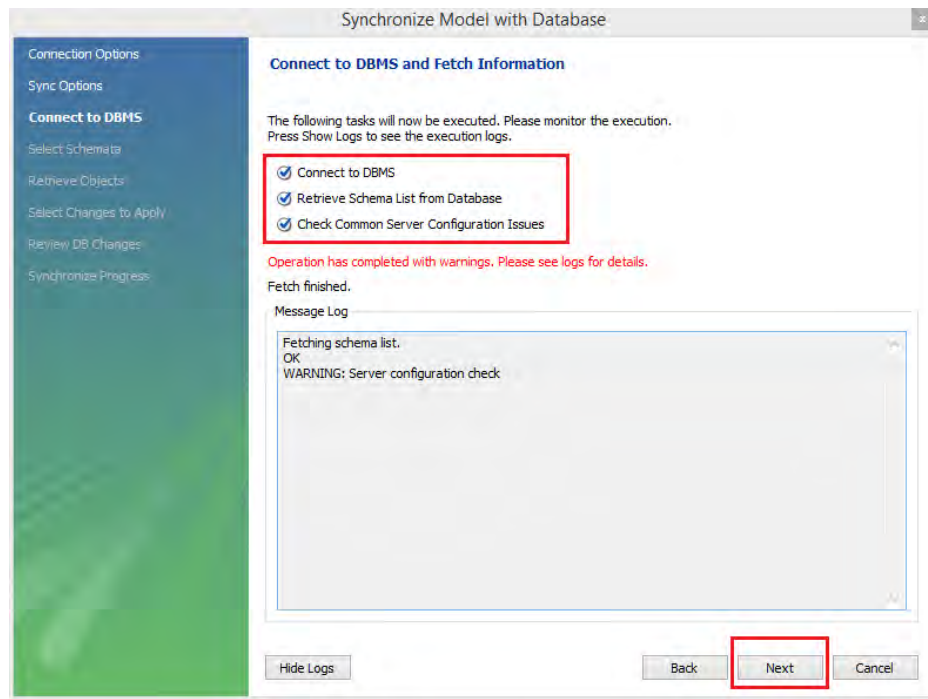 Synchronize Model with Database
x
Connection Options
Sync Options
Connect to DBMS
Select Schemata
Retrieve Objects
Select Changes to Apply
Review DB Changes
Synchronize Progress
Connect to DBMS and Fetch Information
The following tasks will now be executed. Please monitor the execution.
Press Show Logs to see the execution logs.
Connect to DBMS
Retrieve Schema List from Database
Check Common Server Configuration Issues
Operation has completed with warnings. Please see logs for details.
Fetch finished.
Message Log
Fetching schema list.
OK
WARNING: Server configuration check
Hide Logs
Back
Next
Cancel